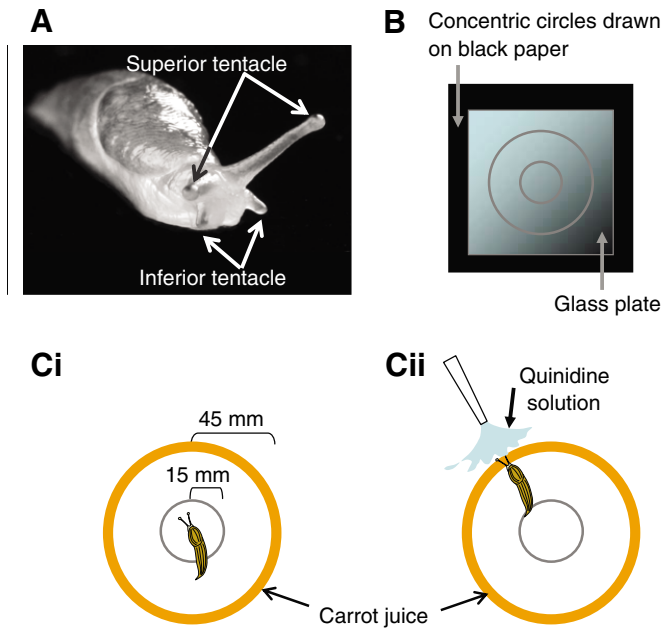 A
Superior tentacle
Inferior tentacle
B
Concentric circles drawn
on black paper
Glass plate
Ci
45 mm
15 mm
Cii
Quinidine
solution
Carrot juice